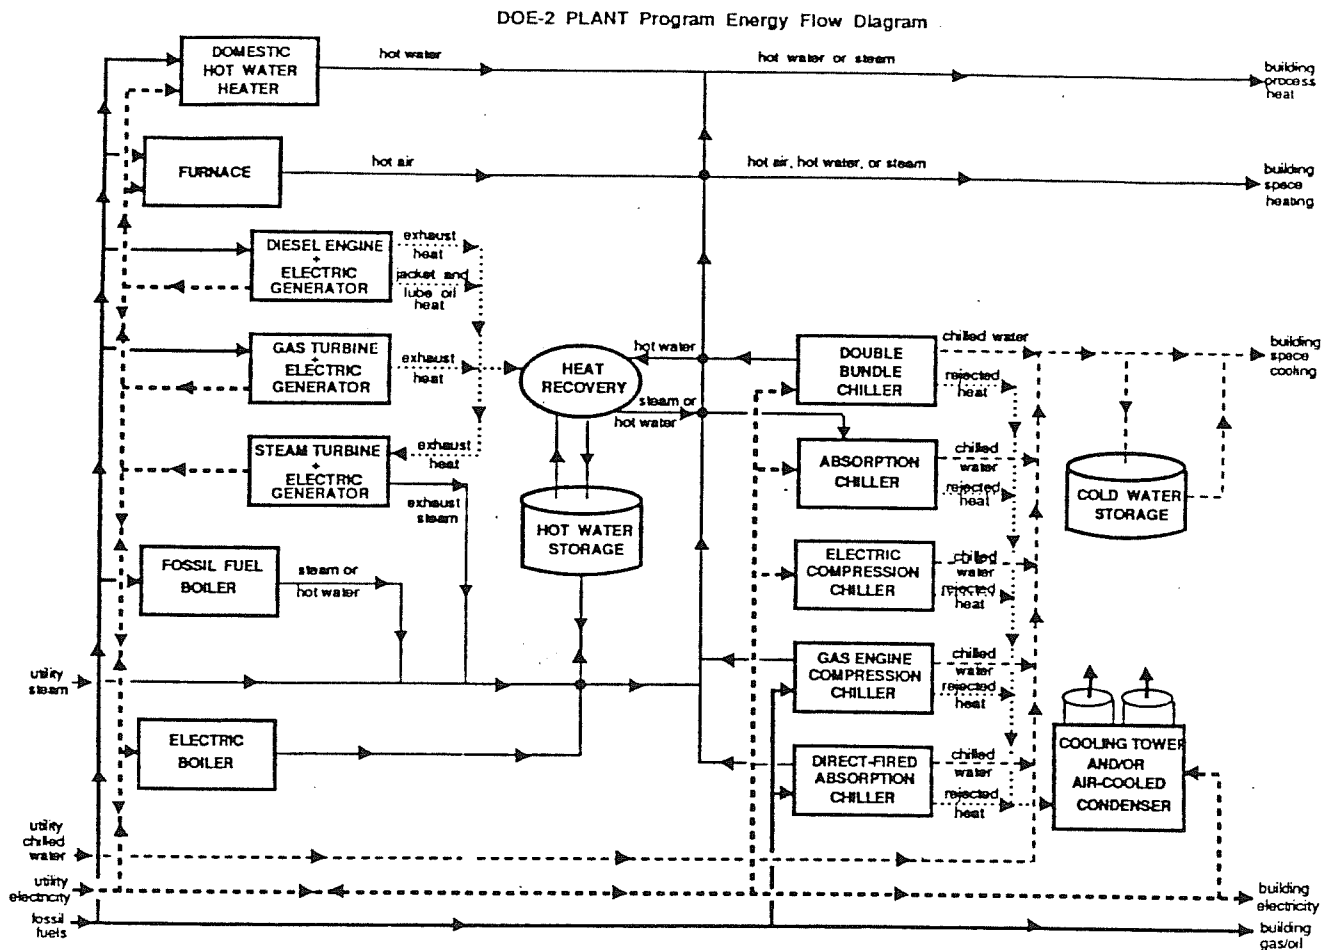 DOE-2 PLANT Program Energy Flow Diagram
DOMESTIC
HOT WATER
HEATER
hot water
hot water or steam
building
process
heat
FURNACE
hot air
hot air, hot water, or steam
building
space
heating
DIESEL ENGINE
+
ELECTRIC
GENERATOR
exhaust
heat
jacket and
lube oil
heat
GAS TURBINE
+
ELECTRIC
GENERATOR
exhaust
heat
HEAT
RECOVERY
hot water
steam or
hot water
DOUBLE
BUNDLE
CHILLER
chilled water
rejected
heat
building
space
cooking
STEAM TURBINE
+
ELECTRIC
GENERATOR
exhaust
heat
exhaust
steam
HOT WATER
STORAGE
ABSORPTION
CHILLER
chilled
water
rejected
heat
COLD WATER
STORAGE
FOSSIL FUEL
BOILER
steam or
hot water
ELECTRIC
COMPRESSION
CHILLER
chilled
water
rejected
heat
utility
steam
GAS ENGINE
COMPRESSION
CHILLER
chilled
water
rejected
heat
ELECTRIC
BOILER
DIRECT-FIRED
ABSORPTION
CHILLER
chilled
water
rejected
heat
COOLING TOWER
AND/OR
AIR-COOLED
CONDENSER
utility
chilled
water
utility
electricity
building
electricity
fossil
fuels
building
gas/oil